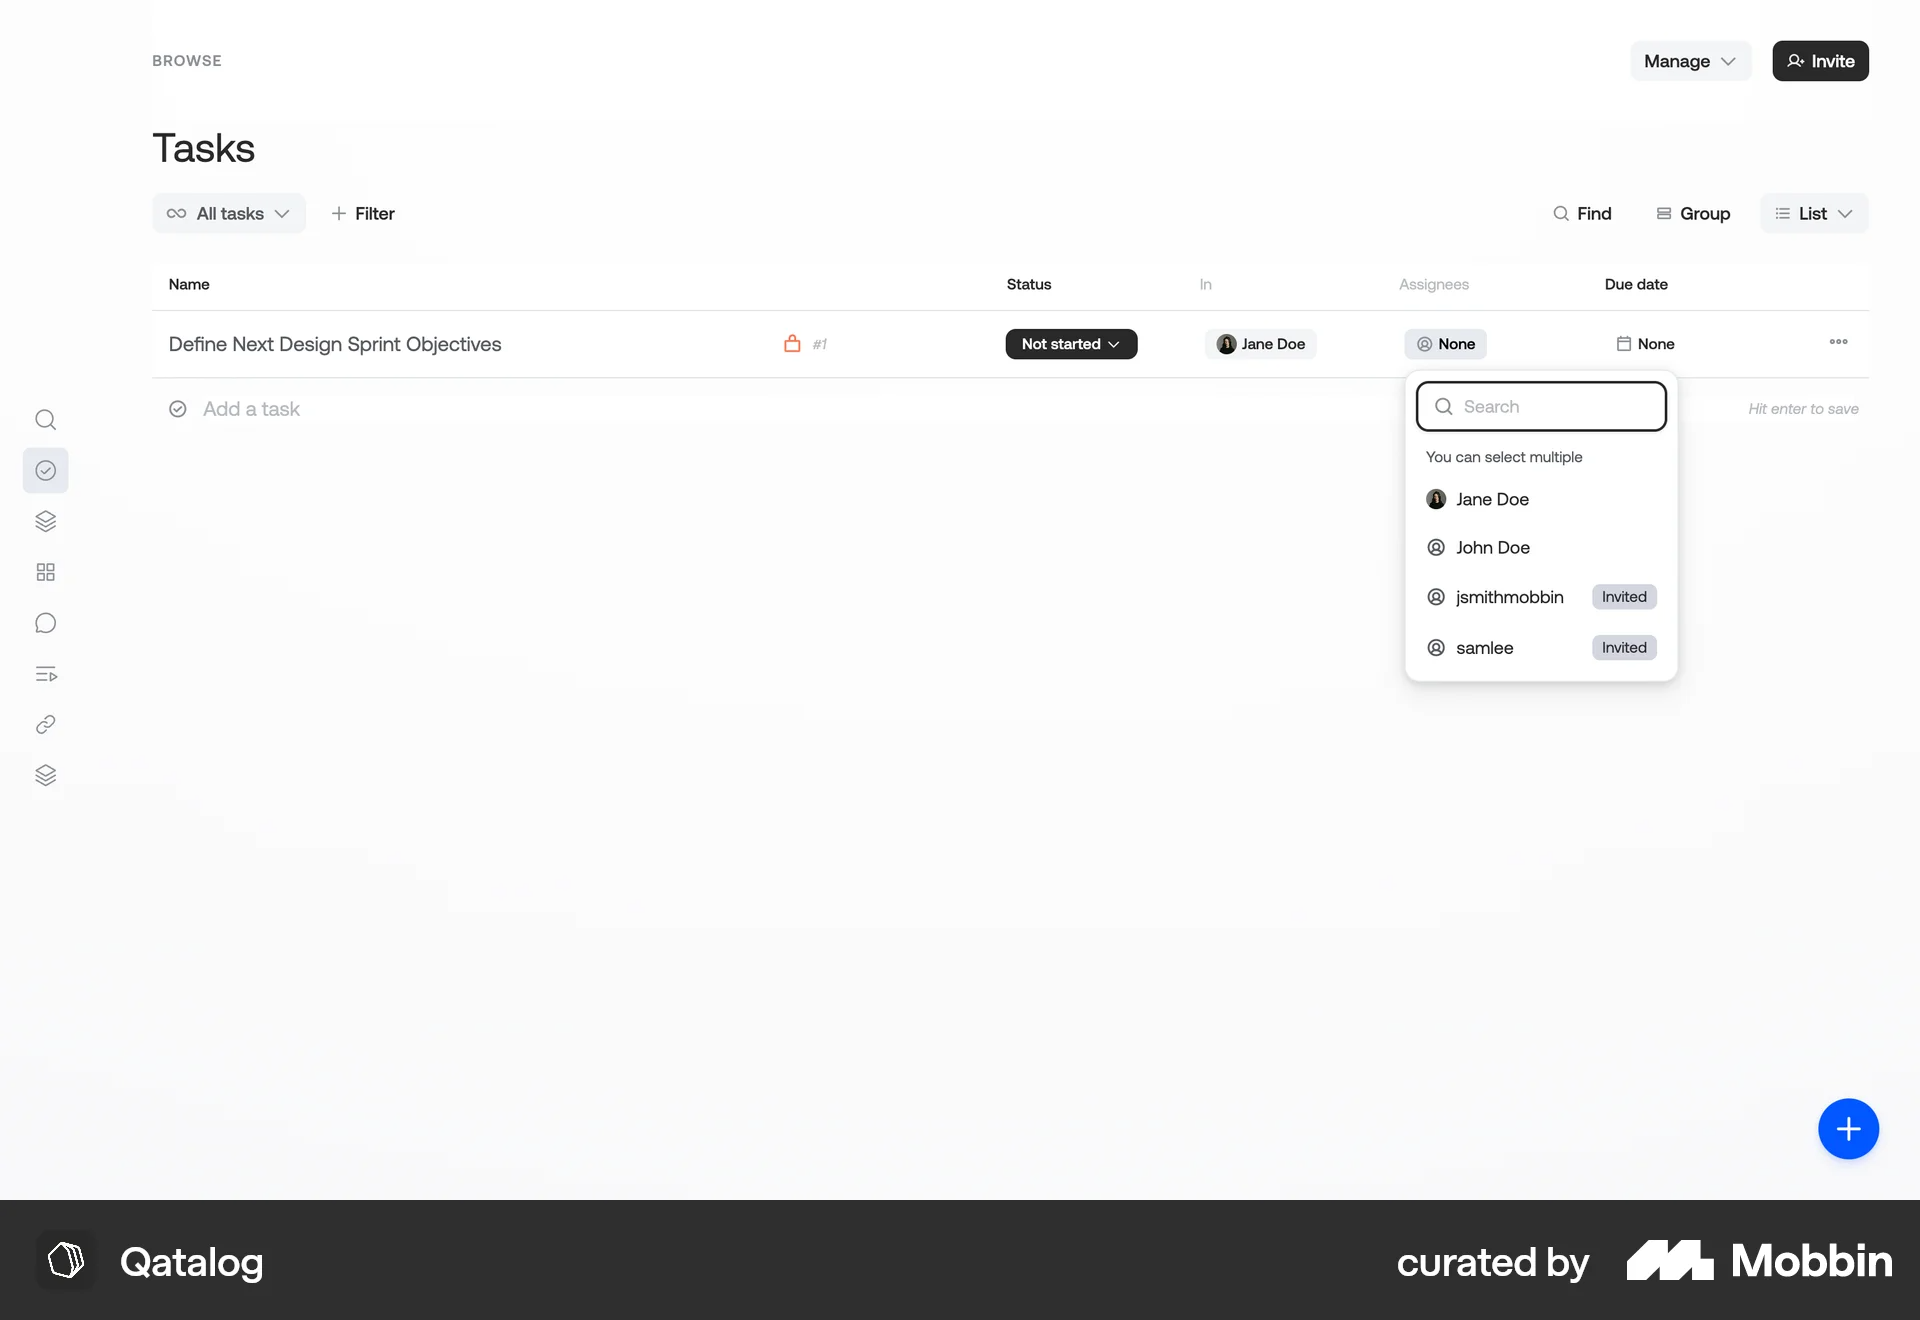 BROWSE
Manage
Invite
Tasks
All tasks
Filter
Find
Group
List
Name
Status
In
Assignees
Due date
Define Next Design Sprint Objectives
#1
Not started
Jane Doe
None
None
Add a task
Hit enter to save
Search
You can select multiple
Jane Doe
John Doe
jsmithmobbin
Invited
samlee
Invited
Qatalog
curated by
Mobbin